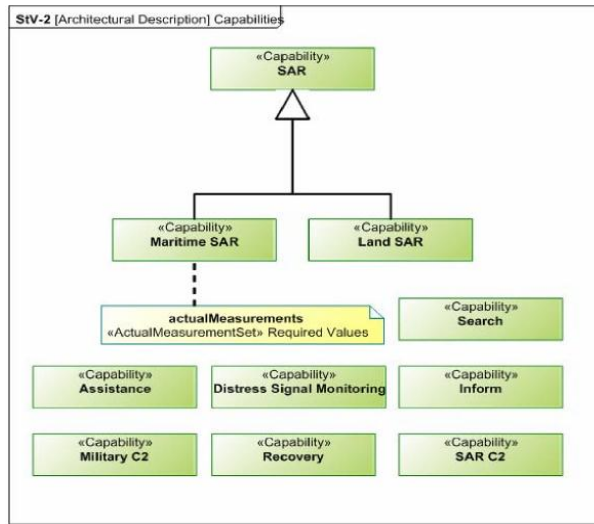 StV-2 [Architectural Description] Capabilities
«Capability»
SAR
«Capability»
Maritime SAR
«Capability»
Land SAR
actualMeasurements
«ActualMeasurementSet» Required Values
«Capability»
Search
«Capability»
Assistance
«Capability»
Distress Signal Monitoring
«Capability»
Inform
«Capability»
Military C2
«Capability»
Recovery
«Capability»
SAR C2